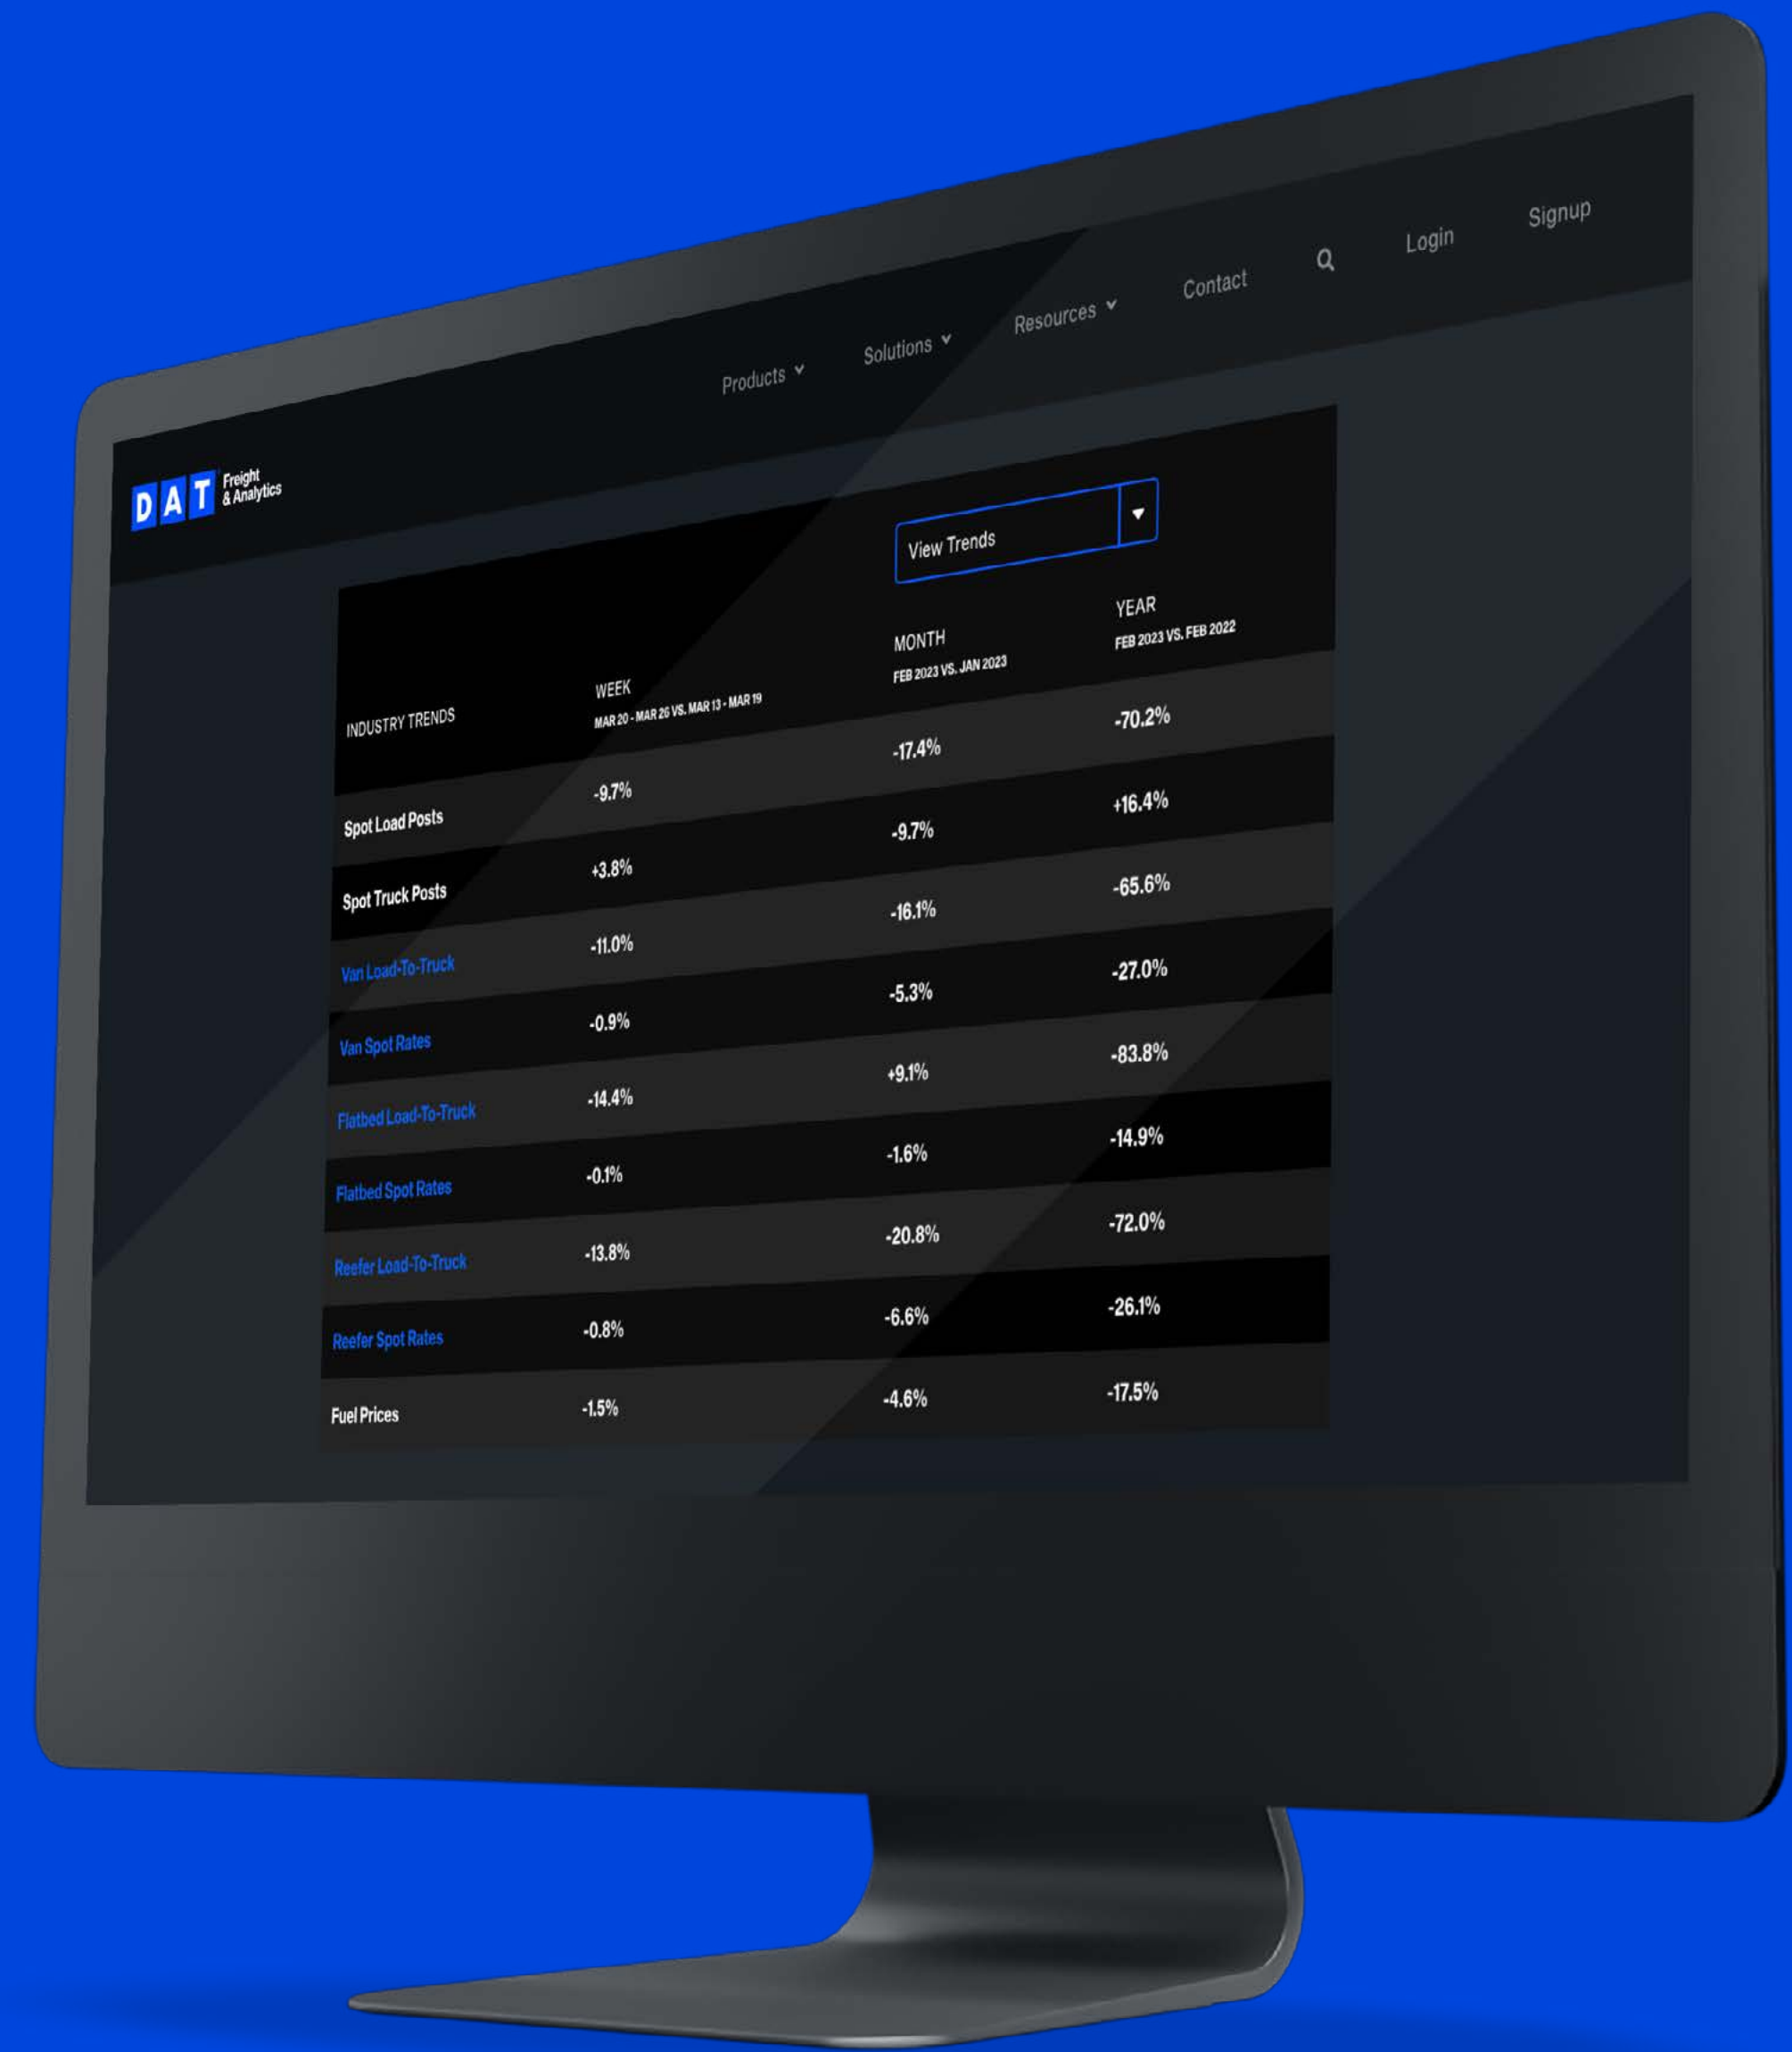 DAT Freight
& Analytics
Products
Solutions
Resources
Contact
Login
Signup
View Trends
INDUSTRY TRENDS
WEEK
MAR 20 - MAR 26 VS. MAR 13 - MAR 19
MONTH
FEB 2023 VS. JAN 2023
YEAR
FEB 2023 VS. FEB 2022
Spot Load Posts -9.7% -17.4% -70.2%
Spot Truck Posts +3.8% -9.7% +16.4%
Van Load-To-Truck -11.0% -16.1% -65.6%
Van Spot Rates -0.9% -5.3% -27.0%
Flatbed Load-To-Truck -14.4% +9.1% -83.8%
Flatbed Spot Rates -0.1% -1.6% -14.9%
Reefer Load-To-Truck -13.8% -20.8% -72.0%
Reefer Spot Rates -0.8% -6.6% -26.1%
Fuel Prices -1.5% -4.6% -17.5%